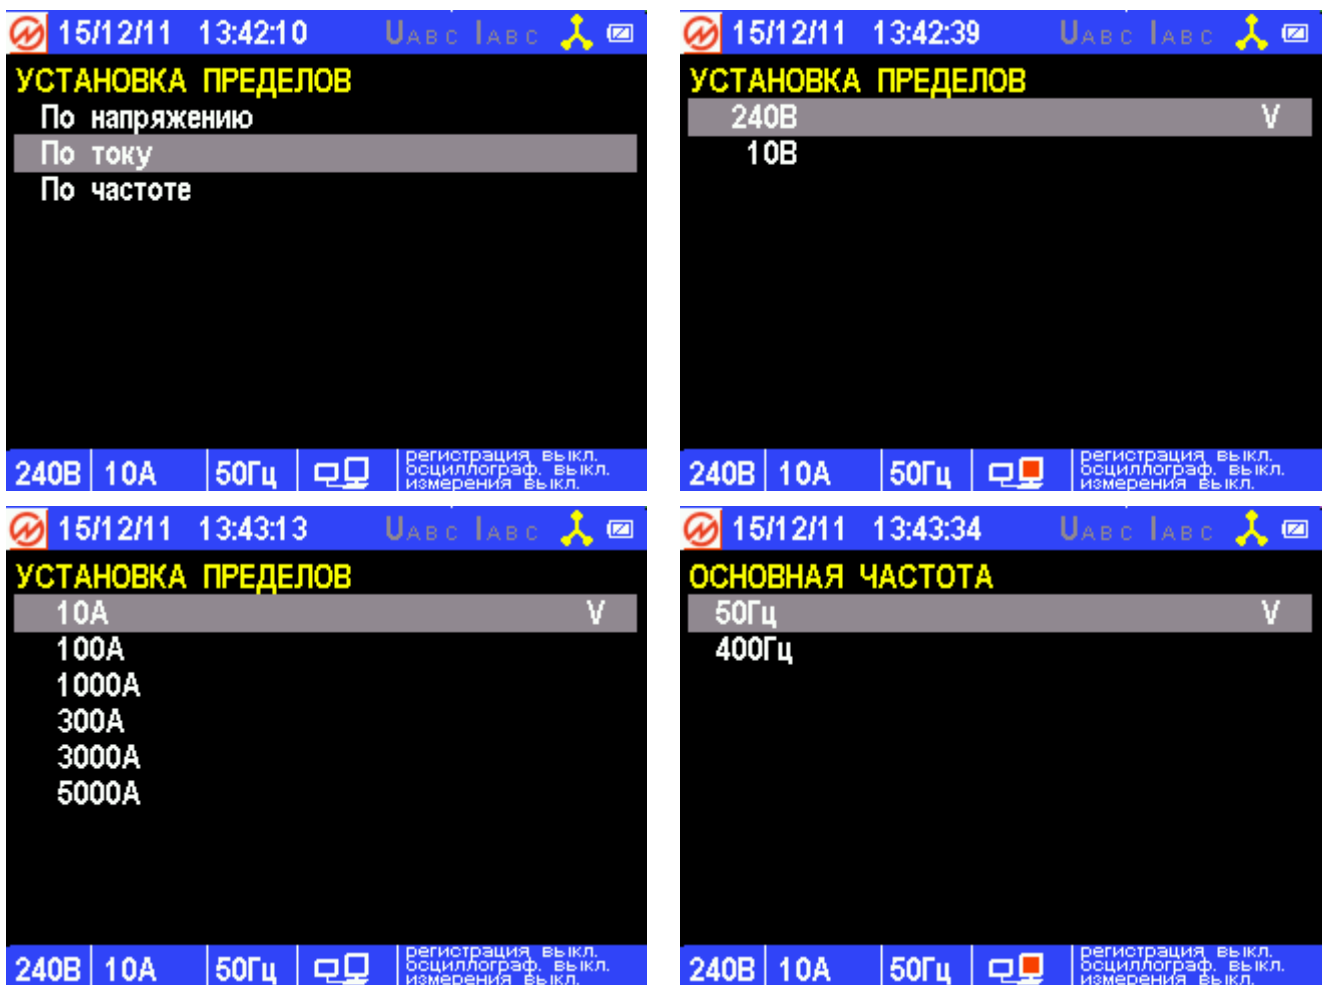 15/12/11 13:42:10 UABC IABC
УСТАНОВКА ПРЕДЕЛОВ
По напряжению
По току
По частоте
240В 10А 50Гц
регистрация выкл.
осциллограф. выкл.
измерения выкл.
15/12/11 13:42:39 UABC IABC
УСТАНОВКА ПРЕДЕЛОВ
240В V
10В
240В 10А 50Гц
регистрация выкл.
осциллограф. выкл.
измерения выкл.
15/12/11 13:43:13 UABC IABC
УСТАНОВКА ПРЕДЕЛОВ
10А V
100А
1000А
300А
3000А
5000А
240В 10А 50Гц
регистрация выкл.
осциллограф. выкл.
измерения выкл.
15/12/11 13:43:34 UABC IABC
ОСНОВНАЯ ЧАСТОТА
50Гц V
400Гц
240В 10А 50Гц
регистрация выкл.
осциллограф. выкл.
измерения выкл.